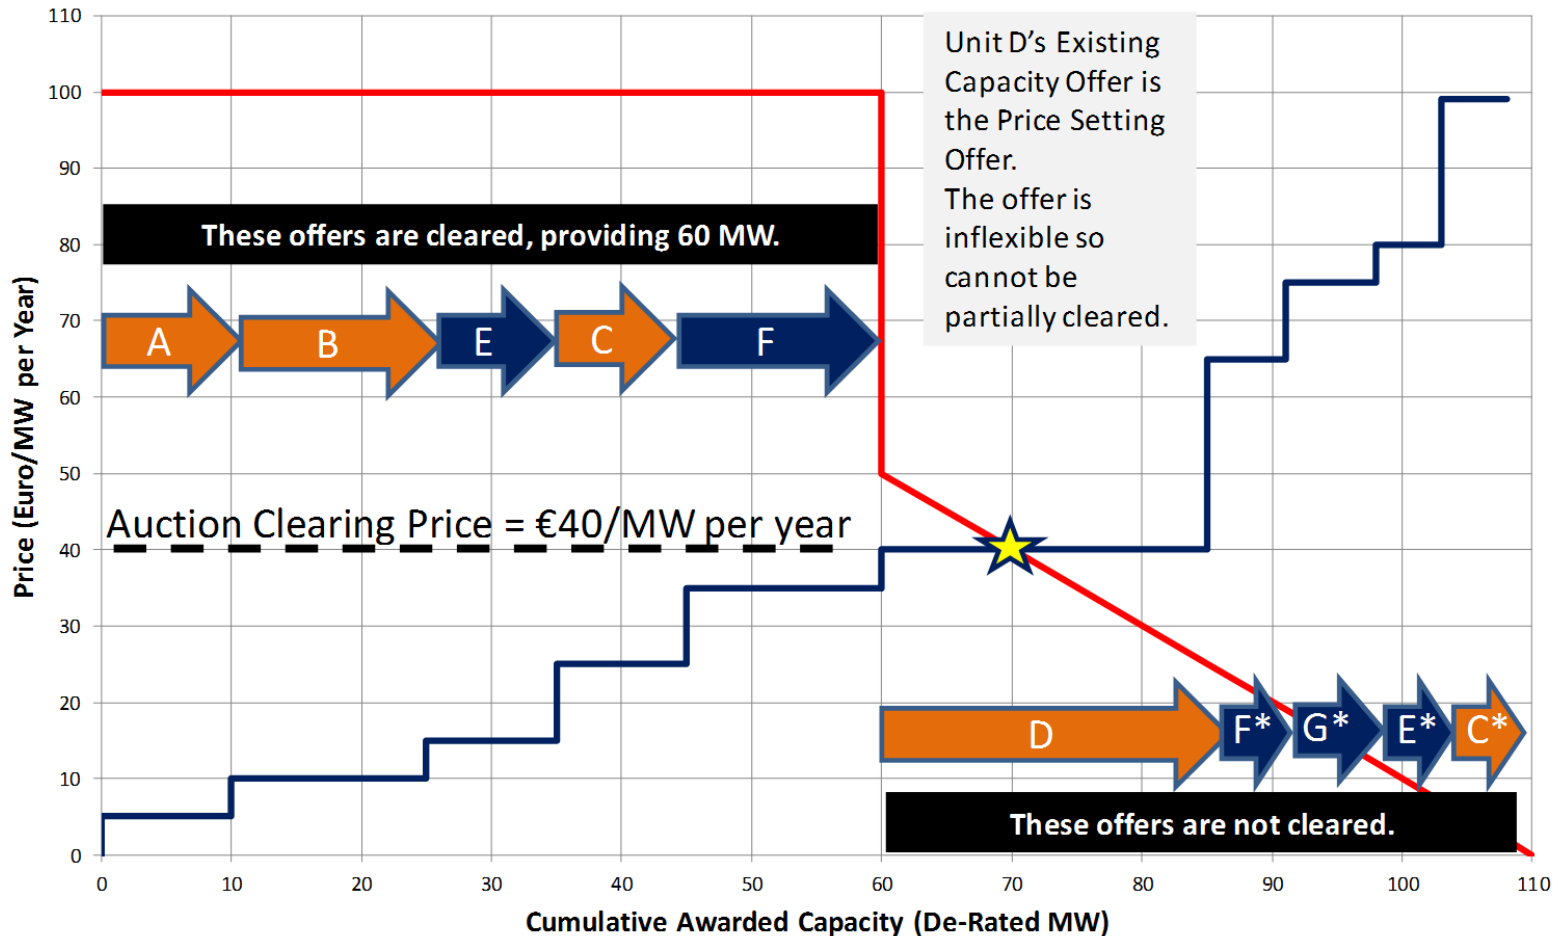 110
100
90
80
70
60
50
40
30
20
10
0
Price (Euro/MW per Year)
Unit D’s Existing
Capacity Offer is
the Price Setting
Offer.
The offer is
inflexible so
cannot be
partially cleared.
These offers are cleared, providing 60 MW.
A B E C F
Auction Clearing Price = €40/MW per year
D F* G* E* C*
These offers are not cleared.
0 10 20 30 40 50 60 70 80 90 100 110
Cumulative Awarded Capacity (De-Rated MW)